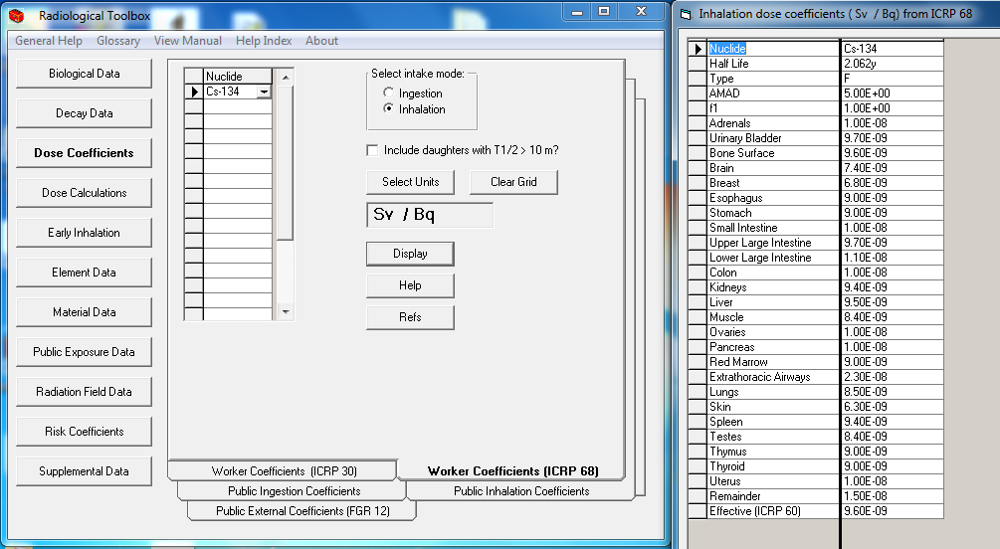 Radiological Toolbox
General Help Glossary View Manual Help Index About
Biological Data
Decay Data
Dose Coefficients
Dose Calculations
Early Inhalation
Element Data
Material Data
Public Exposure Data
Radiation Field Data
Risk Coefficients
Supplemental Data
Nuclide
Cs-134
Select intake mode:
Ingestion
Inhalation
Include daughters with T1/2 > 10 m?
Select Units Clear Grid
Sv / Bq
Display
Help
Refs
Worker Coefficients (ICRP 30) Worker Coefficients (ICRP 68)
Public Ingestion Coefficients Public Inhalation Coefficients
Public External Coefficients (FGR 12)
Inhalation dose coefficients ( Sv / Bq) from ICRP 68
Nuclide Cs-134
Half Life 2.062y
Type F
AMAD 5.00E+00
f1 1.00E+00
Adrenals 1.00E-08
Urinary Bladder 9.70E-09
Bone Surface 9.60E-09
Brain 7.40E-09
Breast 6.80E-09
Esophagus 9.00E-09
Stomach 9.00E-09
Small Intestine 1.00E-08
Upper Large Intestine 9.70E-09
Lower Large Intestine 1.10E-08
Colon 1.00E-08
Kidneys 9.40E-09
Liver 9.50E-09
Muscle 8.40E-09
Ovaries 1.00E-08
Pancreas 1.00E-08
Red Marrow 9.00E-09
Extrathoracic Airways 2.30E-08
Lungs 8.50E-09
Skin 6.30E-09
Spleen 9.40E-09
Testes 8.40E-09
Thymus 9.00E-09
Thyroid 9.00E-09
Uterus 1.00E-08
Remainder 1.50E-08
Effective (ICRP 60) 9.60E-09